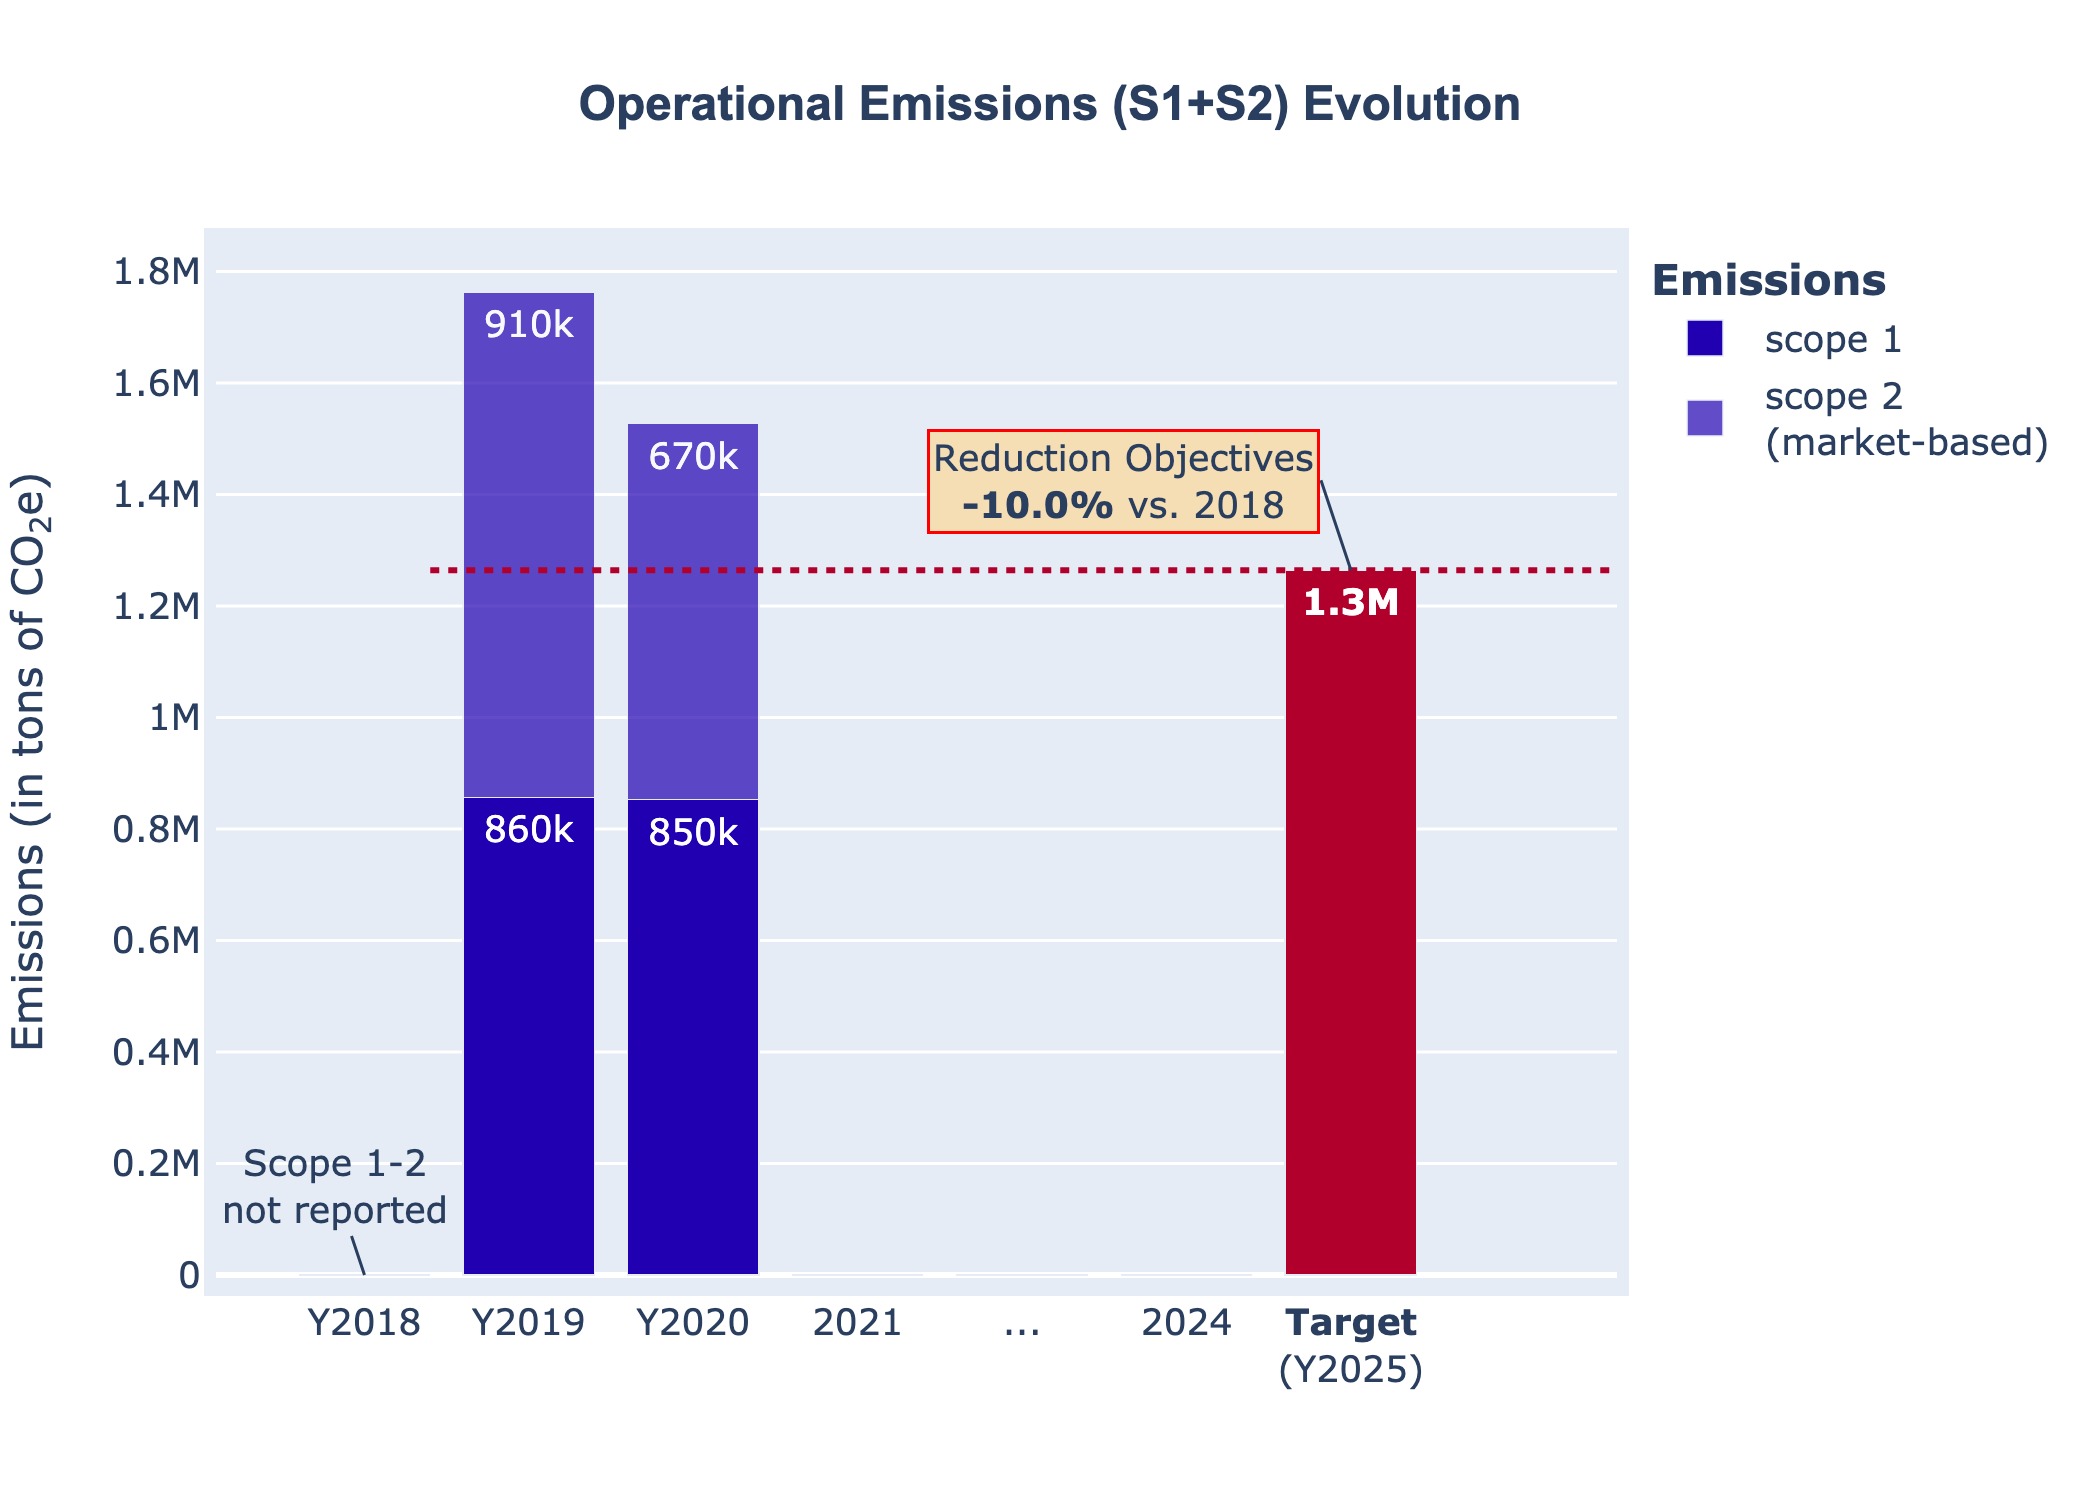 Operational Emissions (S1+S2) Evolution
Emissions (in tons of CO₂e)
1.8M
1.6M
1.4M
1.2M
1M
0.8M
0.6M
0.4M
0.2M
0
910k
860k
670k
850k
Reduction Objectives
-10.0% vs. 2018
1.3M
Scope 1-2
not reported
Y2018
Y2019
Y2020
2021
...
2024
Target
(Y2025)
Emissions
scope 1
scope 2
(market-based)